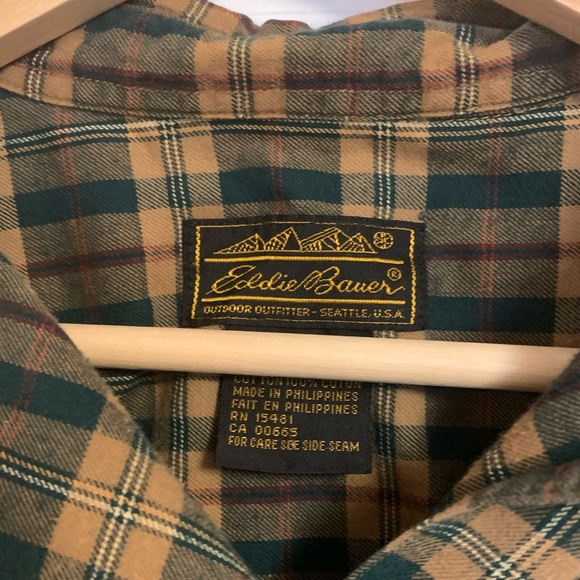 Eddie Bauer ®
OUTDOOR OUTFITTER - SEATTLE, U.S.A.
COTTON 100% COTON
MADE IN PHILIPPINES
FAIT EN PHILIPPINES
RN 15481
CA 00665
FOR CARE SEE SIDE SEAM